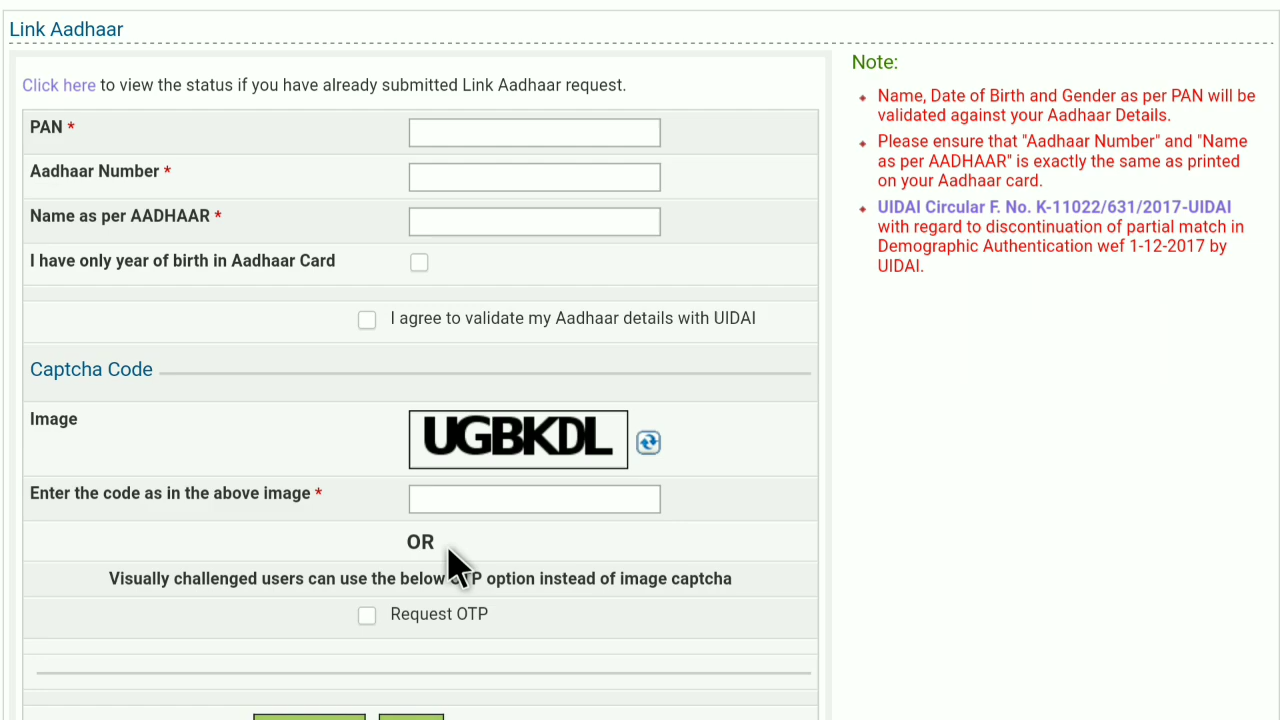 Link Aadhaar
Click here to view the status if you have already submitted Link Aadhaar request.
PAN *
Aadhaar Number *
Name as per AADHAAR *
I have only year of birth in Aadhaar Card
I agree to validate my Aadhaar details with UIDAI
Captcha Code
Image
UGBKDL
Enter the code as in the above image *
OR
Visually challenged users can use the below OTP option instead of image captcha
Request OTP
Note:
Name, Date of Birth and Gender as per PAN will be
validated against your Aadhaar Details.
Please ensure that "Aadhaar Number" and "Name
as per AADHAAR" is exactly the same as printed
on your Aadhaar card.
UIDAI Circular F. No. K-11022/631/2017-UIDAI
with regard to discontinuation of partial match in
Demographic Authentication wef 1-12-2017 by
UIDAI.